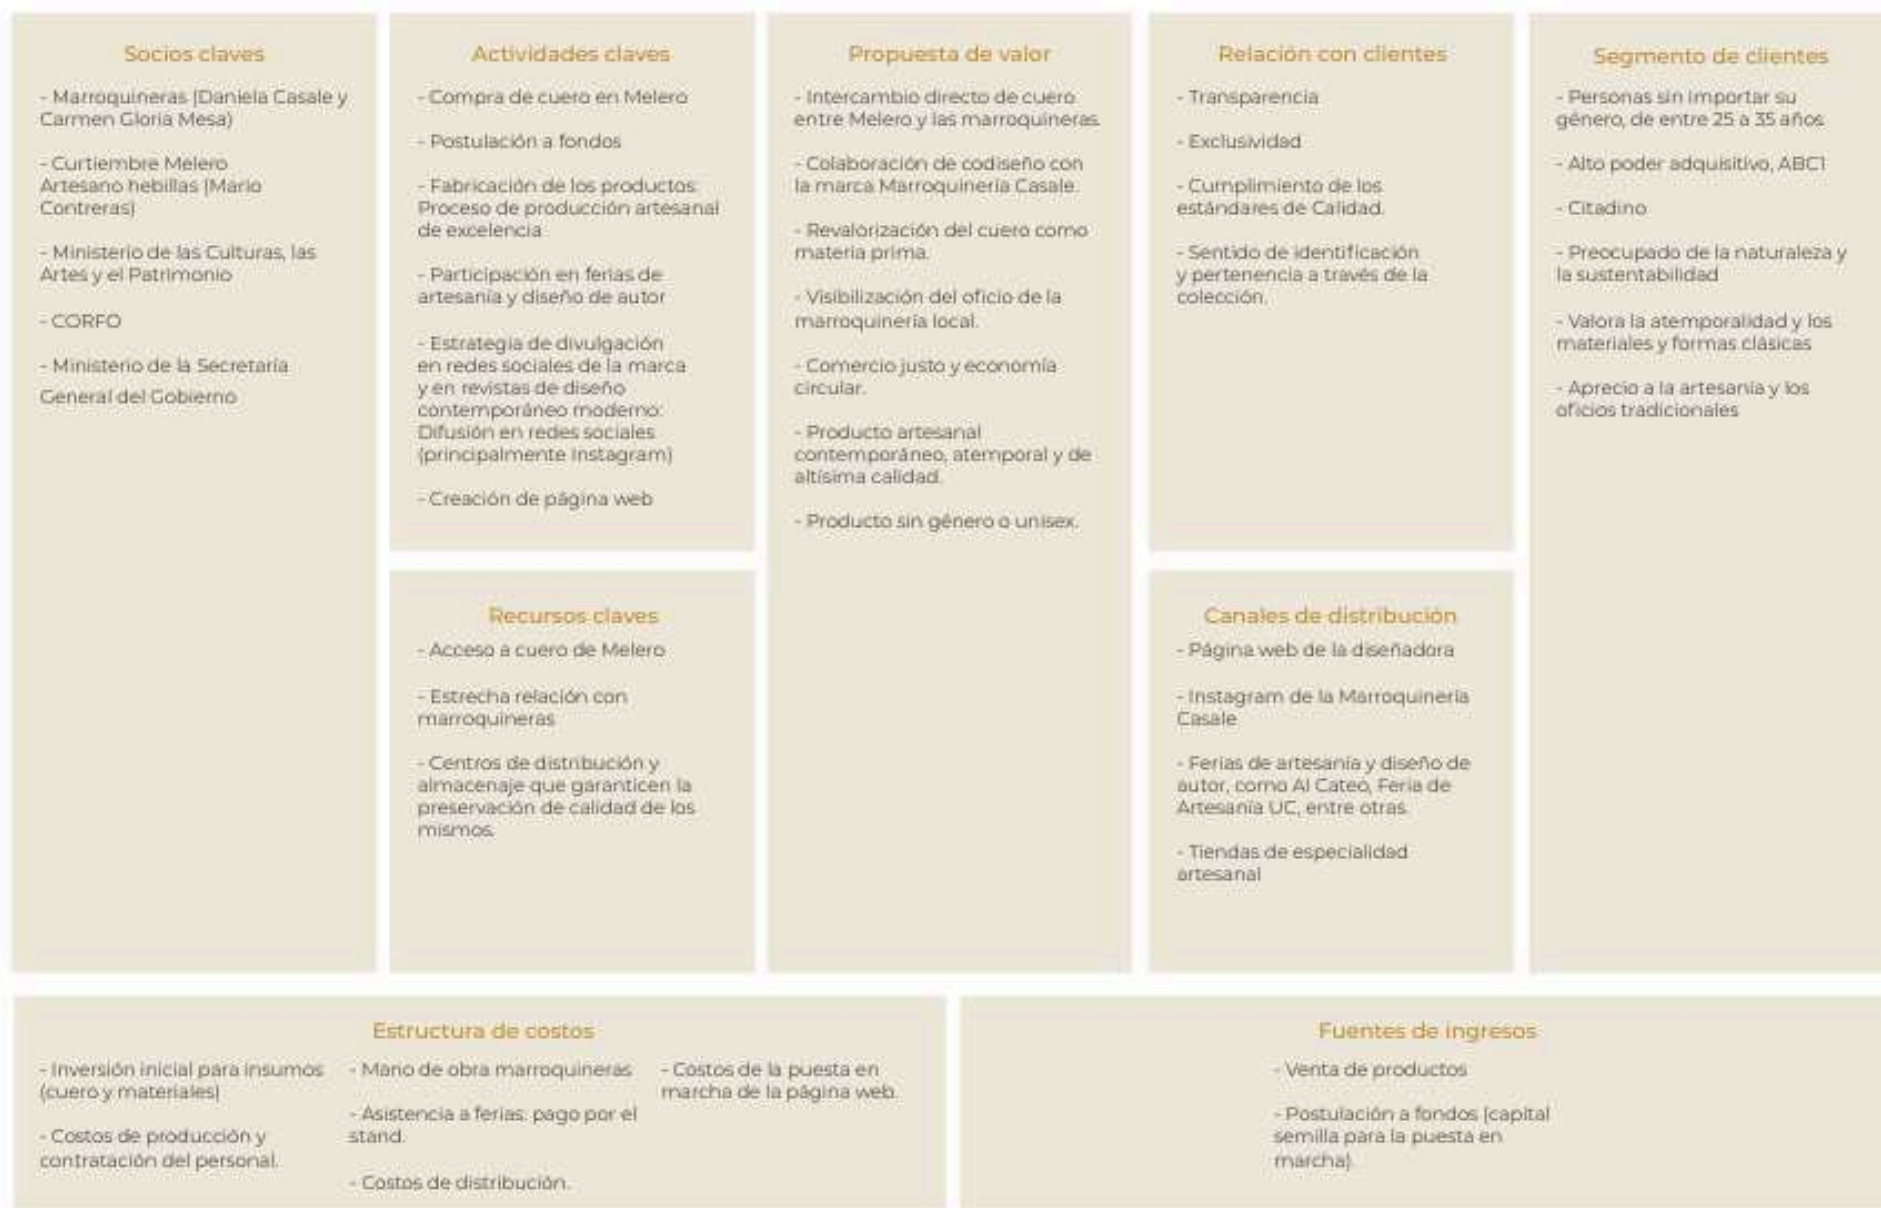 Socios claves
- Marroquineras (Daniela Casale y
Carmen Gloria Mesa)
- Curtiembre Melero
Artesano hebillas (Mario
Contreras)
- Ministerio de las Culturas, las
Artes y el Patrimonio
- CORFO
- Ministerio de la Secretaría
General del Gobierno
Actividades claves
- Compra de cuero en Melero
- Postulación a fondos
- Fabricación de los productos:
Proceso de producción artesanal
de excelencia
- Participación en ferias de
artesanía y diseño de autor
- Estrategia de divulgación
en redes sociales de la marca
y en revistas de diseño
contemporáneo moderno:
Difusión en redes sociales
(principalmente Instagram)
- Creación de página web
Recursos claves
- Acceso a cuero de Melero
- Estrecha relación con
marroquineras
- Centros de distribución y
almacenaje que garanticen la
preservación de calidad de los
mismos.
Propuesta de valor
- Intercambio directo de cuero
entre Melero y las marroquineras.
- Colaboración de codiseño con
la marca Marroquinería Casale.
- Revalorización del cuero como
materia prima.
- Visibilización del oficio de la
marroquinería local.
- Comercio justo y economía
circular.
- Producto artesanal
contemporáneo, atemporal y de
altísima calidad.
- Producto sin género o unisex.
Relación con clientes
- Transparencia
- Exclusividad
- Cumplimiento de los
estándares de Calidad.
- Sentido de identificación
y pertenencia a través de la
colección.
Canales de distribución
- Página web de la diseñadora
- Instagram de la Marroquinería
Casale
- Ferias de artesanía y diseño de
autor, como Al Cateo, Feria de
Artesanía UC, entre otras.
- Tiendas de especialidad
artesanal
Segmento de clientes
- Personas sin importar su
género, de entre 25 a 35 años
- Alto poder adquisitivo, ABC1
- Citadino
- Preocupado de la naturaleza y
la sustentabilidad
- Valora la atemporalidad y los
materiales y formas clásicas
- Aprecio a la artesanía y los
oficios tradicionales
Estructura de costos
- Inversión inicial para insumos
(cuero y materiales)
- Costos de producción y
contratación del personal.
- Mano de obra marroquineras
- Asistencia a ferias: pago por el
stand.
- Costos de distribución.
- Costos de la puesta en
marcha de la página web.
Fuentes de ingresos
- Venta de productos
- Postulación a fondos (capital
semilla para la puesta en
marcha).